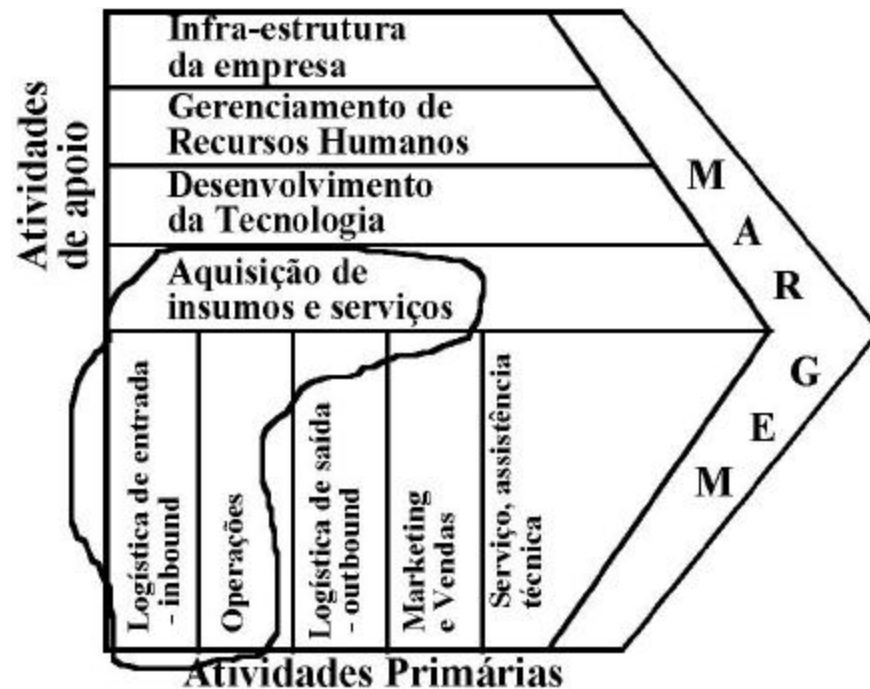 Atividades
de apoio
Infra-estrutura
da empresa
Gerenciamento de
Recursos Humanos
Desenvolvimento
da Tecnologia
Aquisição de
insumos e serviços
Logística de entrada
- inbound
Operações
Logística de saída
- outbound
Marketing
e Vendas
Serviço, assistência
técnica
M A R G E M
Atividades Primárias